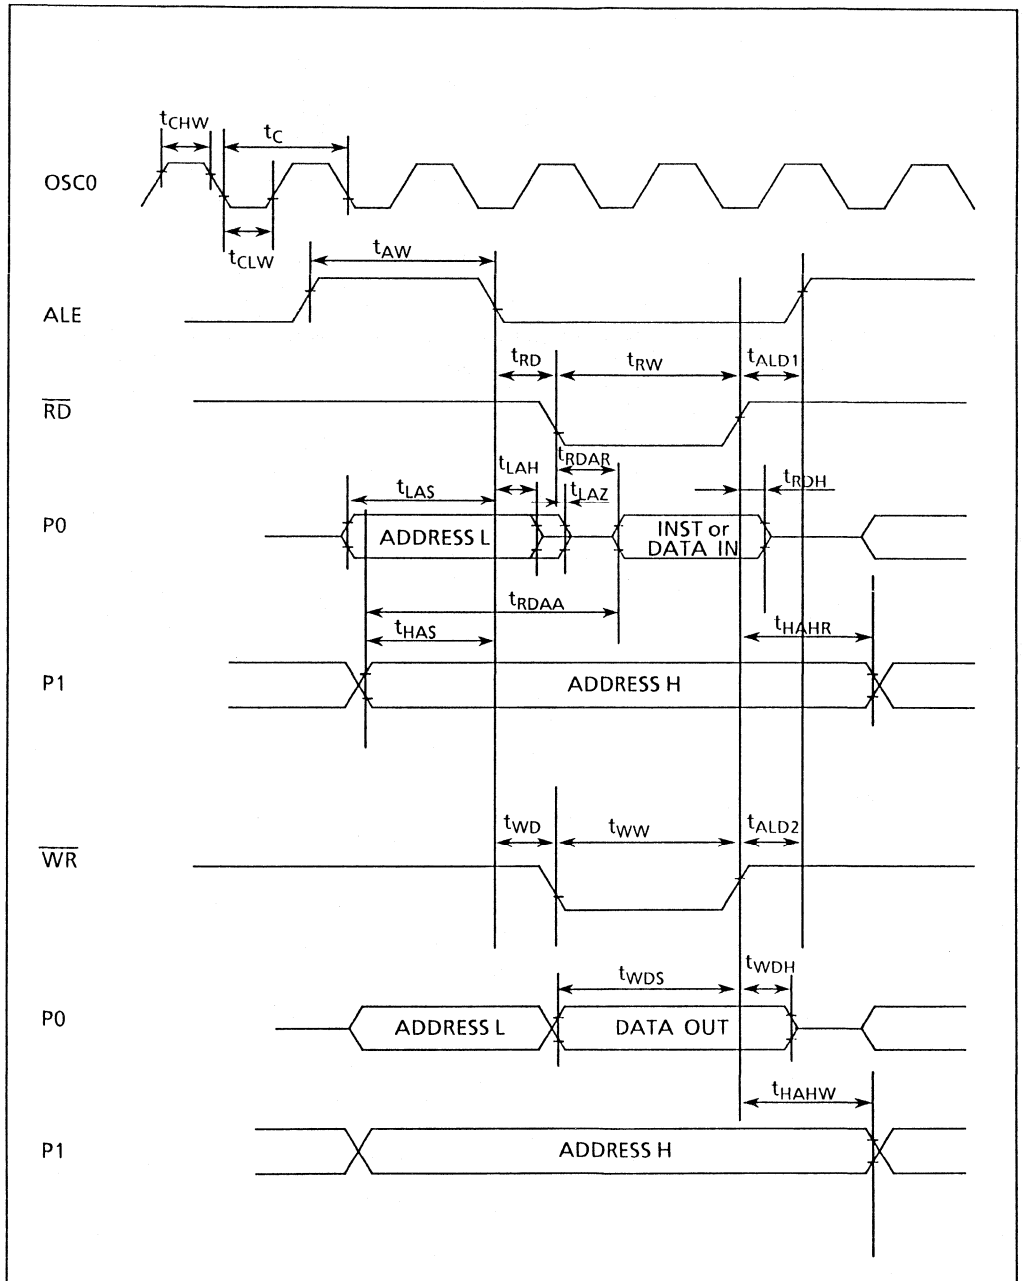 tCHW
tC
OSC0
tCLW
tAW
ALE
tRD
tRW
tALD1
RD
tRDAR
tLAH
tRDH
tLAS
tLAZ
P0
ADDRESS L
INST or
DATA IN
tRDAA
tHAS
tHAHR
P1
ADDRESS H
tWD
tWW
tALD2
WR
tWDS
tWDH
P0
ADDRESS L
DATA OUT
tHAHW
P1
ADDRESS H